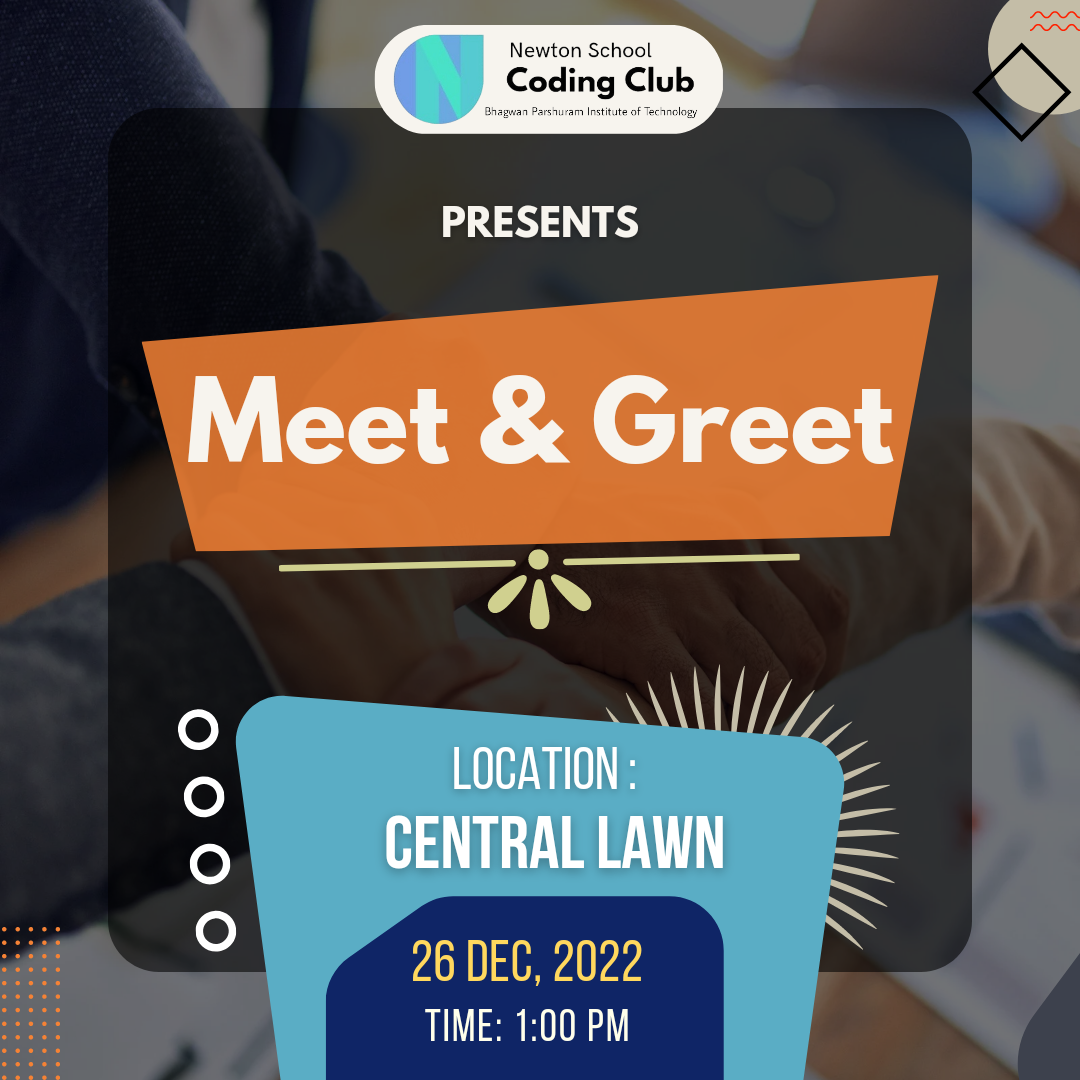 Newton School
Coding Club
Bhagwan Parshuram Institute of Technology
PRESENTS
Meet & Greet
LOCATION :
CENTRAL LAWN
26 DEC, 2022
TIME: 1:00 PM